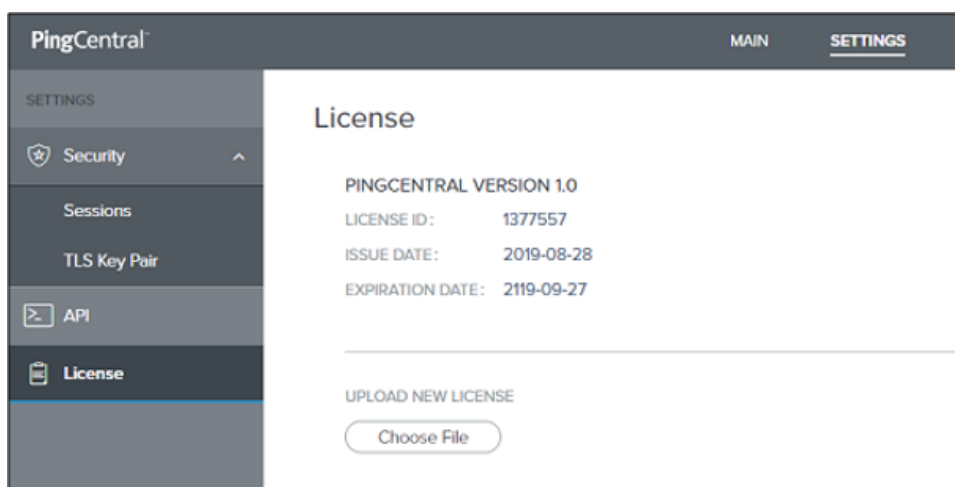 PingCentral
MAIN SETTINGS
SETTINGS
Security
Sessions
TLS Key Pair
API
License
License
PINGCENTRAL VERSION 1.0
LICENSE ID: 1377557
ISSUE DATE: 2019-08-28
EXPIRATION DATE: 2119-09-27
UPLOAD NEW LICENSE
Choose File